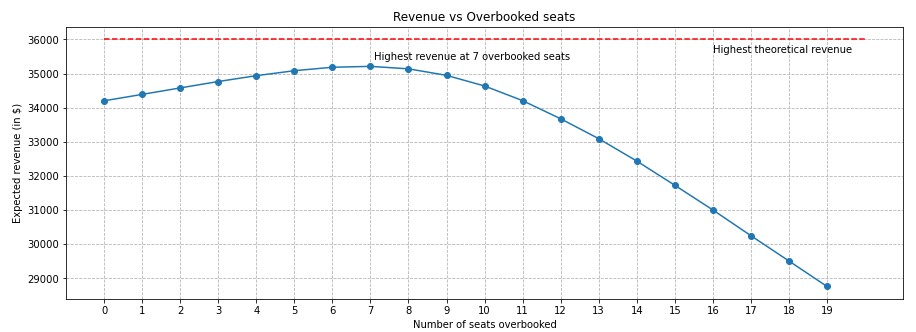 Revenue vs Overbooked seats
36000
Highest theoretical revenue
Highest revenue at 7 overbooked seats
35000
34000
33000
32000
31000
30000
29000
Expected revenue (in $)
0 1 2 3 4 5 6 7 8 9 10 11 12 13 14 15 16 17 18 19
Number of seats overbooked